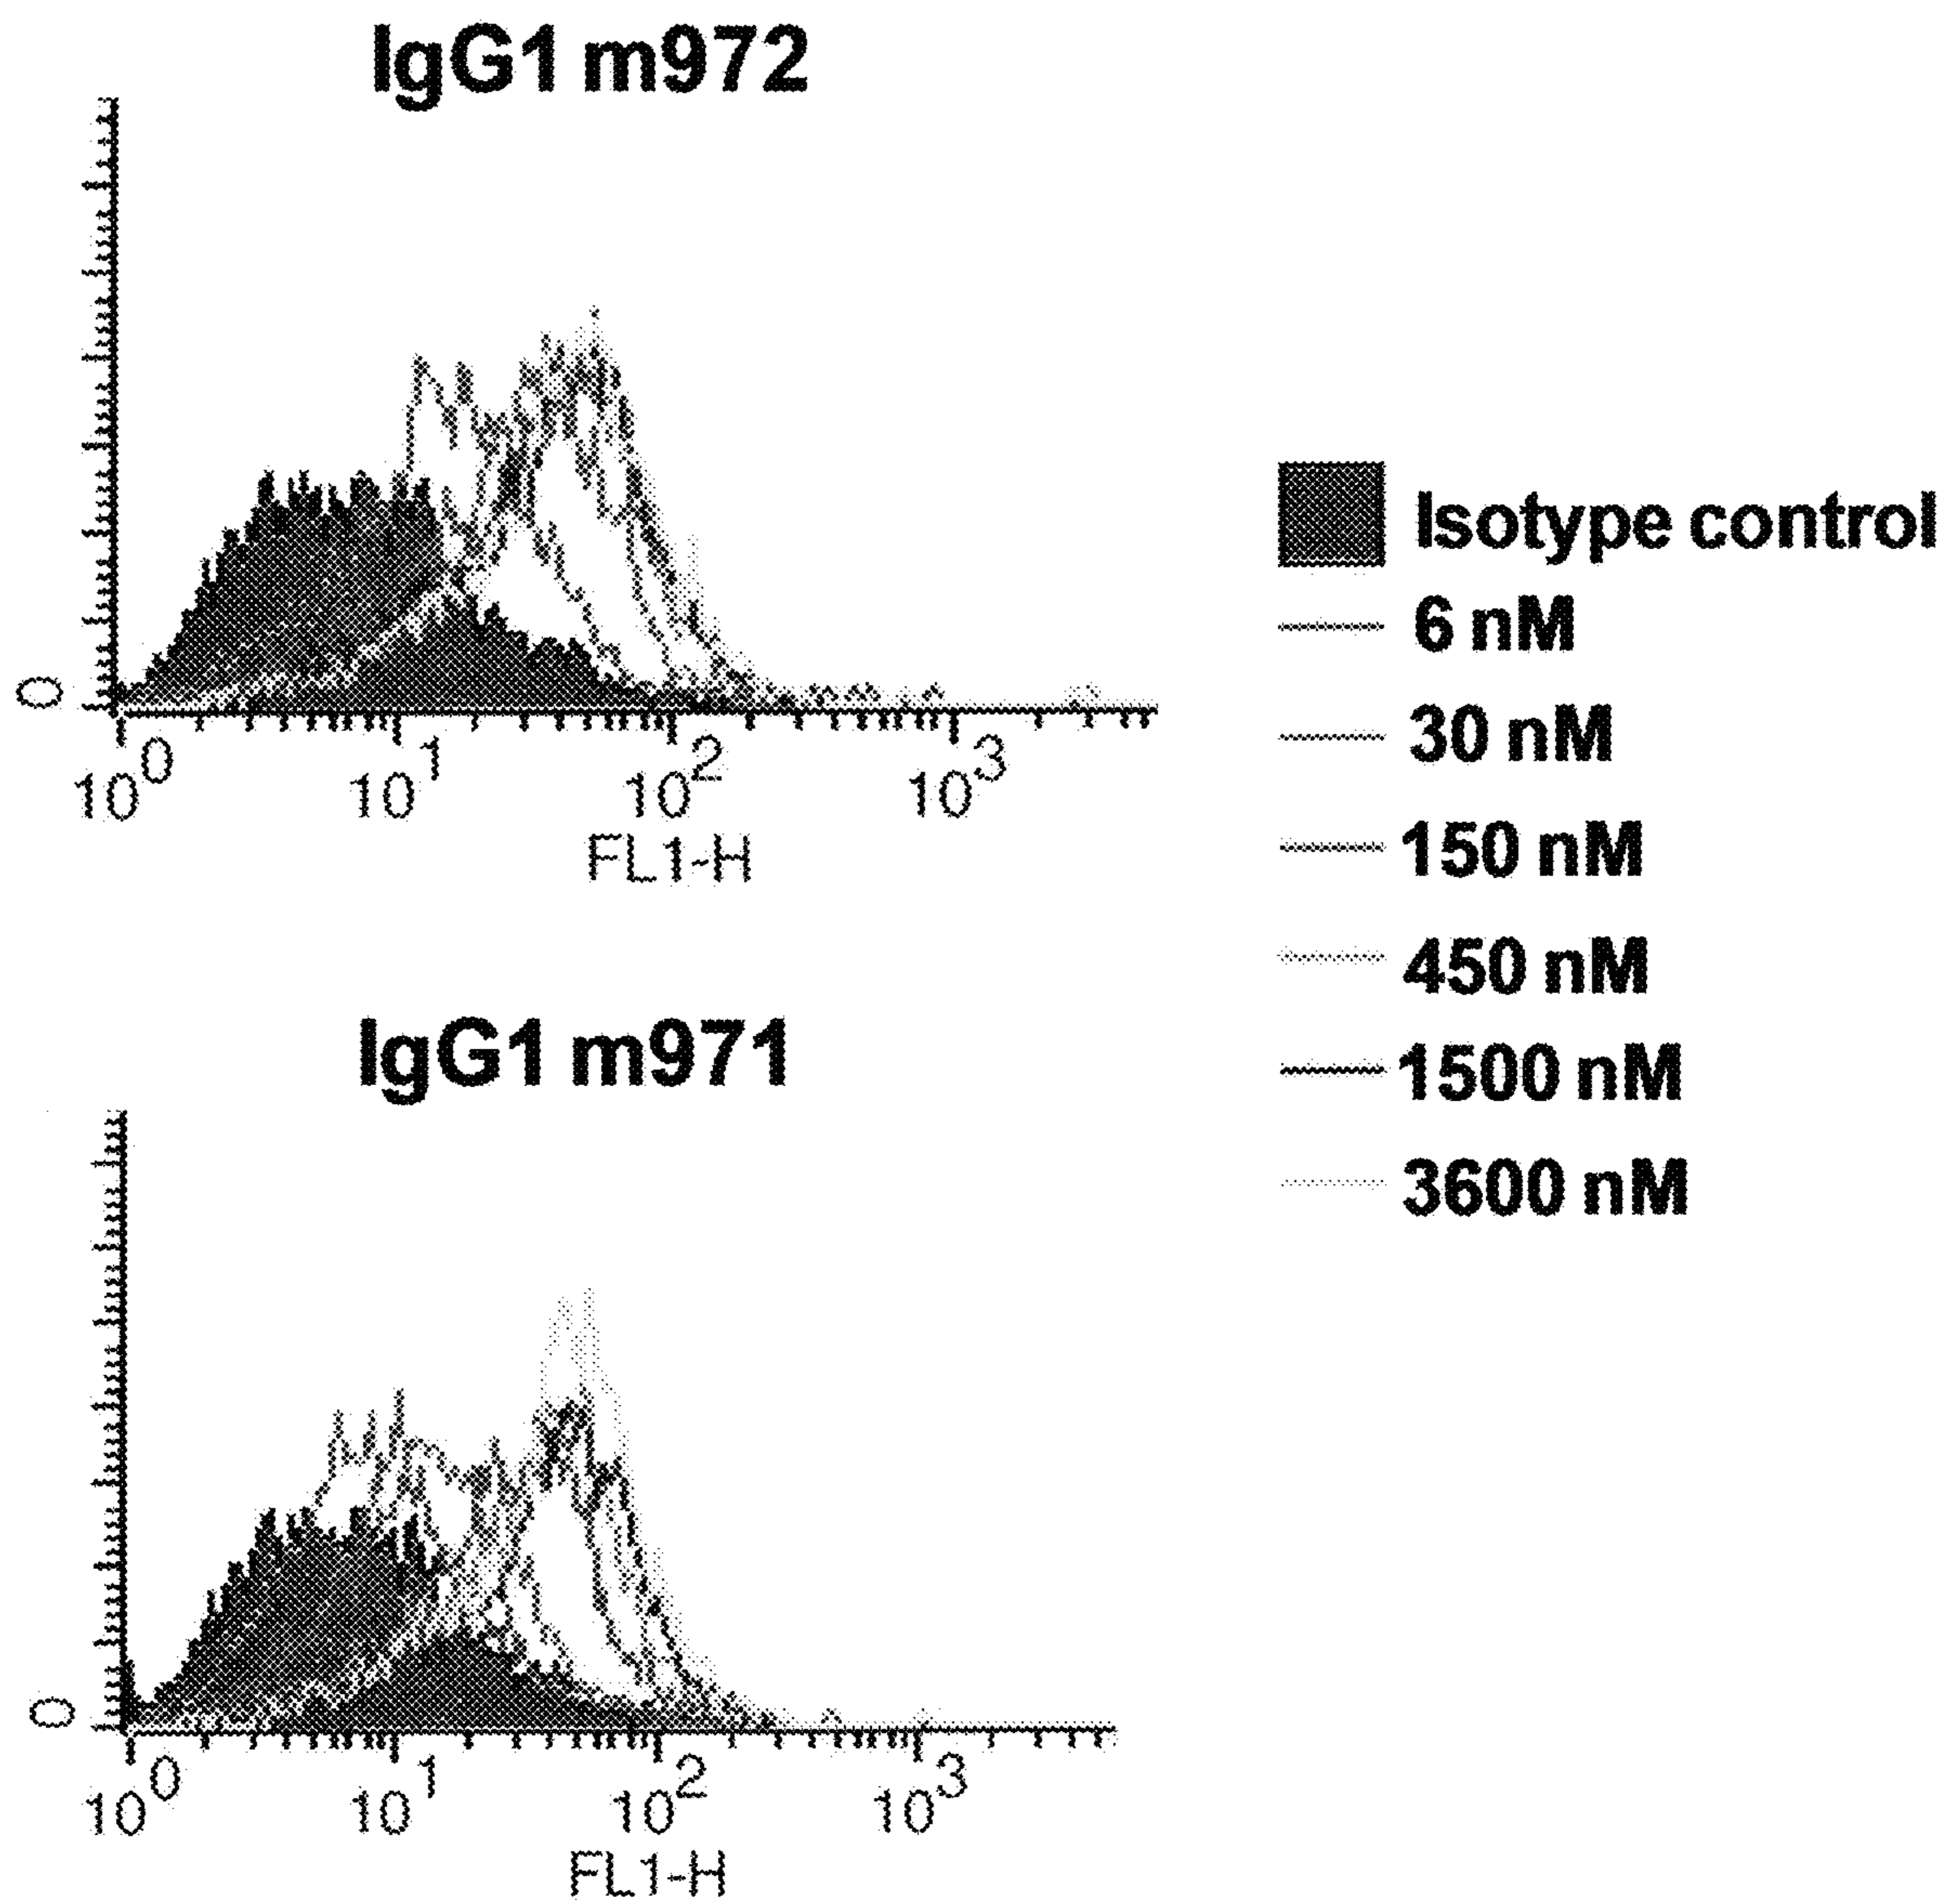 IgG1 m972
0
10^0 10^1 10^2 10^3
FL1-H
Isotype control
6 nM
30 nM
150 nM
450 nM
1500 nM
3600 nM
IgG1 m971
0
10^0 10^1 10^2 10^3
FL1-H